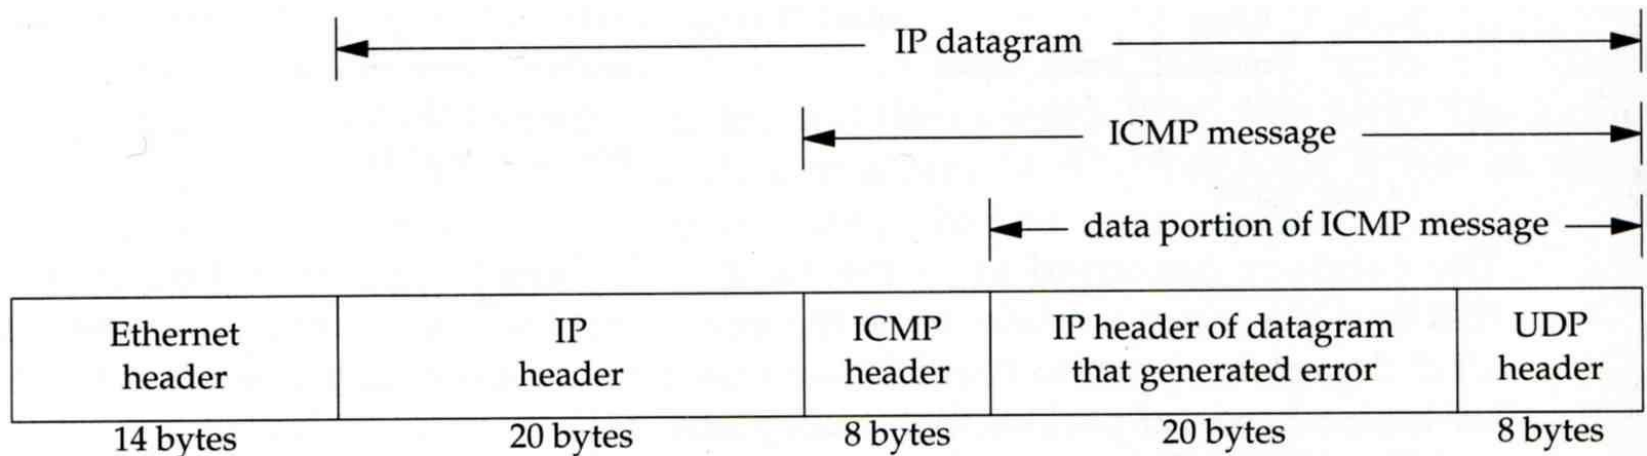 IP datagram
ICMP message
data portion of ICMP message
Ethernet
header
IP
header
ICMP
header
IP header of datagram
that generated error
UDP
header
14 bytes
20 bytes
8 bytes
20 bytes
8 bytes